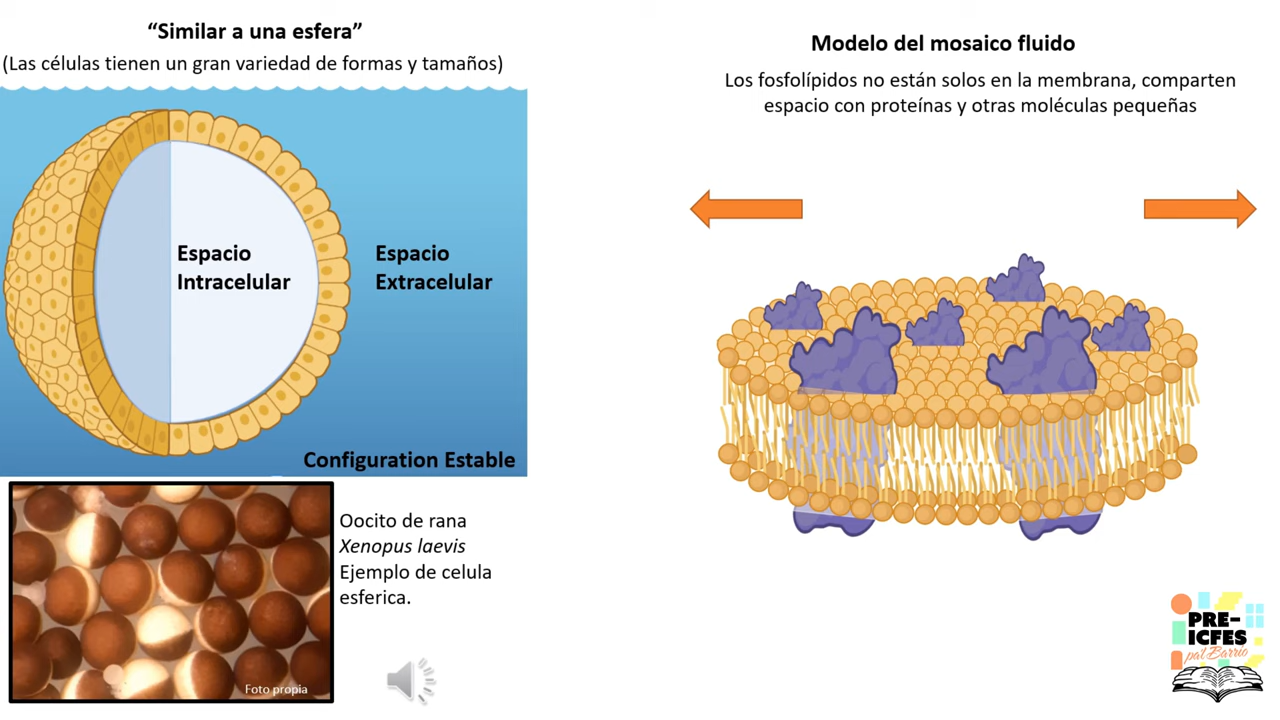 “Similar a una esfera”
(Las células tienen un gran variedad de formas y tamaños)
Espacio
Intracelular
Espacio
Extracelular
Configuration Estable
Oocito de rana
Xenopus laevis
Ejemplo de celula
esferica.
Foto propia
Modelo del mosaico fluido
Los fosfolípidos no están solos en la membrana, comparten
espacio con proteínas y otras moléculas pequeñas
PRE-
ICFES
pa'l Barrio